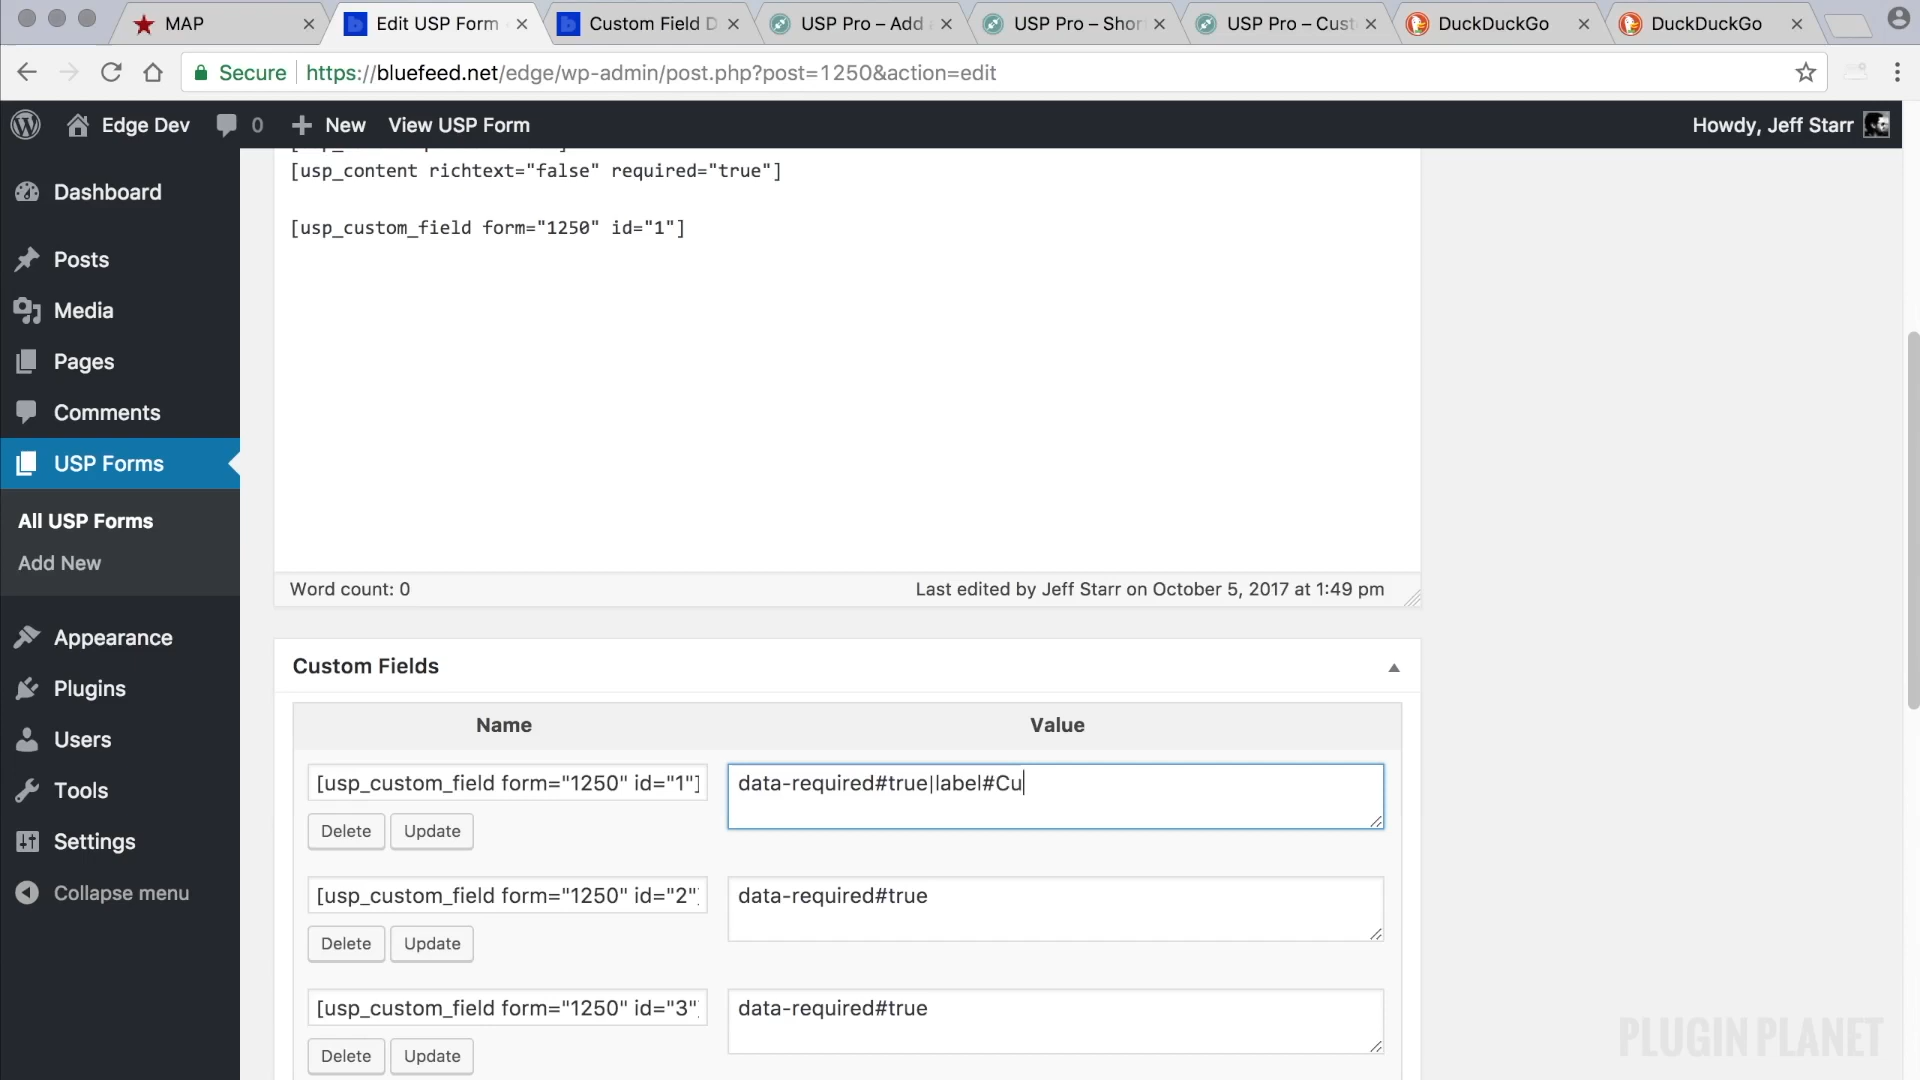 MAP
Edit USP Form
Custom Field D
USP Pro – Add
USP Pro – Shor
USP Pro – Cust
DuckDuckGo
DuckDuckGo
Secure
https://bluefeed.net/edge/wp-admin/post.php?post=1250&action=edit
Edge Dev
0
New
View USP Form
Howdy, Jeff Starr
Dashboard
Posts
Media
Pages
Comments
USP Forms
All USP Forms
Add New
Appearance
Plugins
Users
Tools
Settings
Collapse menu
[usp_content richtext="false" required="true"]
[usp_custom_field form="1250" id="1"]
Word count: 0
Last edited by Jeff Starr on October 5, 2017 at 1:49 pm
Custom Fields
Name
Value
[usp_custom_field form="1250" id="1"]
data-required#true|label#Cu
Delete
Update
[usp_custom_field form="1250" id="2"
data-required#true
Delete
Update
[usp_custom_field form="1250" id="3"
data-required#true
Delete
Update
PLUGIN PLANET